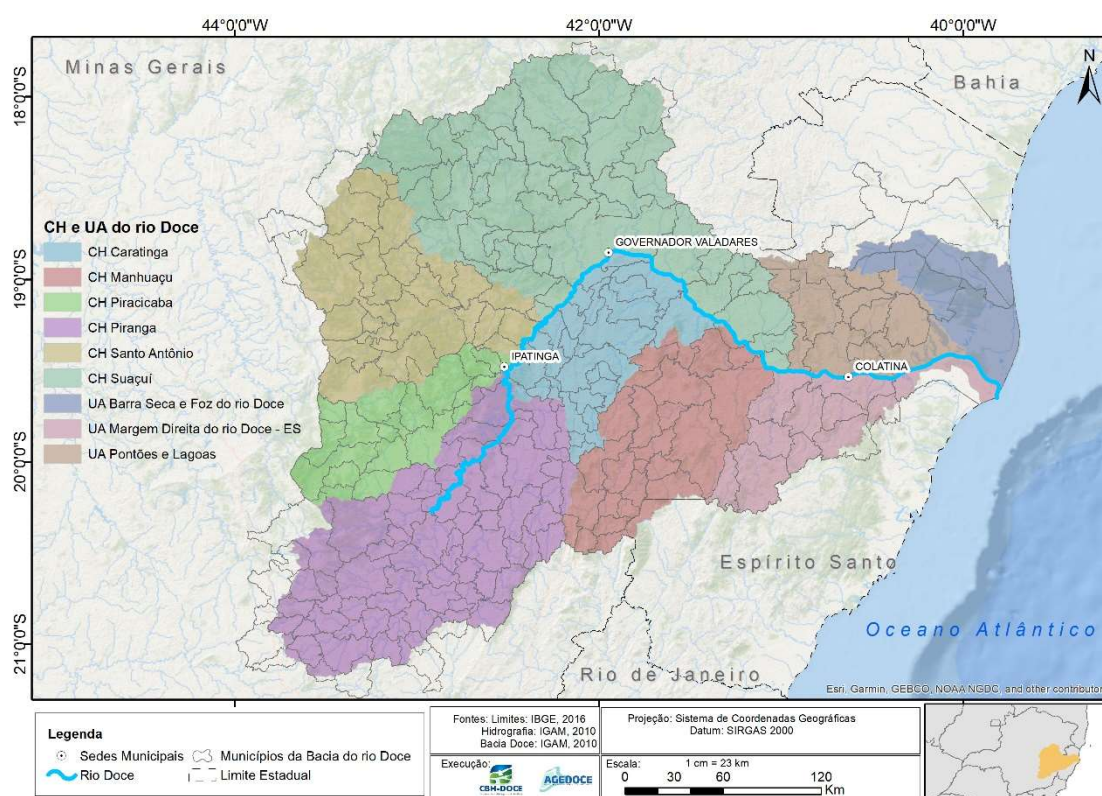 44°0'0"W
42°0'0"W
40°0'0"W
18°0'0"S
19°0'0"S
20°0'0"S
21°0'0"S
Minas Gerais
Bahia
N
CH e UA do rio Doce
CH Caratinga
CH Manhuaçu
CH Piracicaba
CH Piranga
CH Santo Antônio
CH Suaçuí
UA Barra Seca e Foz do rio Doce
UA Margem Direita do rio Doce - ES
UA Pontões e Lagoas
GOVERNADOR VALADARES
IPATINGA
COLATINA
Espírito Santo
Oceano Atlântico
Rio de Janeiro
Esri, Garmin, GEBCO, NOAA NGDC, and other contributor
Legenda
Sedes Municipais
Municípios da Bacia do rio Doce
Rio Doce
Limite Estadual
Fontes: Limites: IBGE, 2016
Hidrografia: IGAM, 2010
Bacia Doce: IGAM, 2010
Execução:
CBH-DOCE
AGEDOCE
Projeção: Sistema de Coordenadas Geográficas
Datum: SIRGAS 2000
Escala:
1 cm = 23 km
0 30 60 120
Km